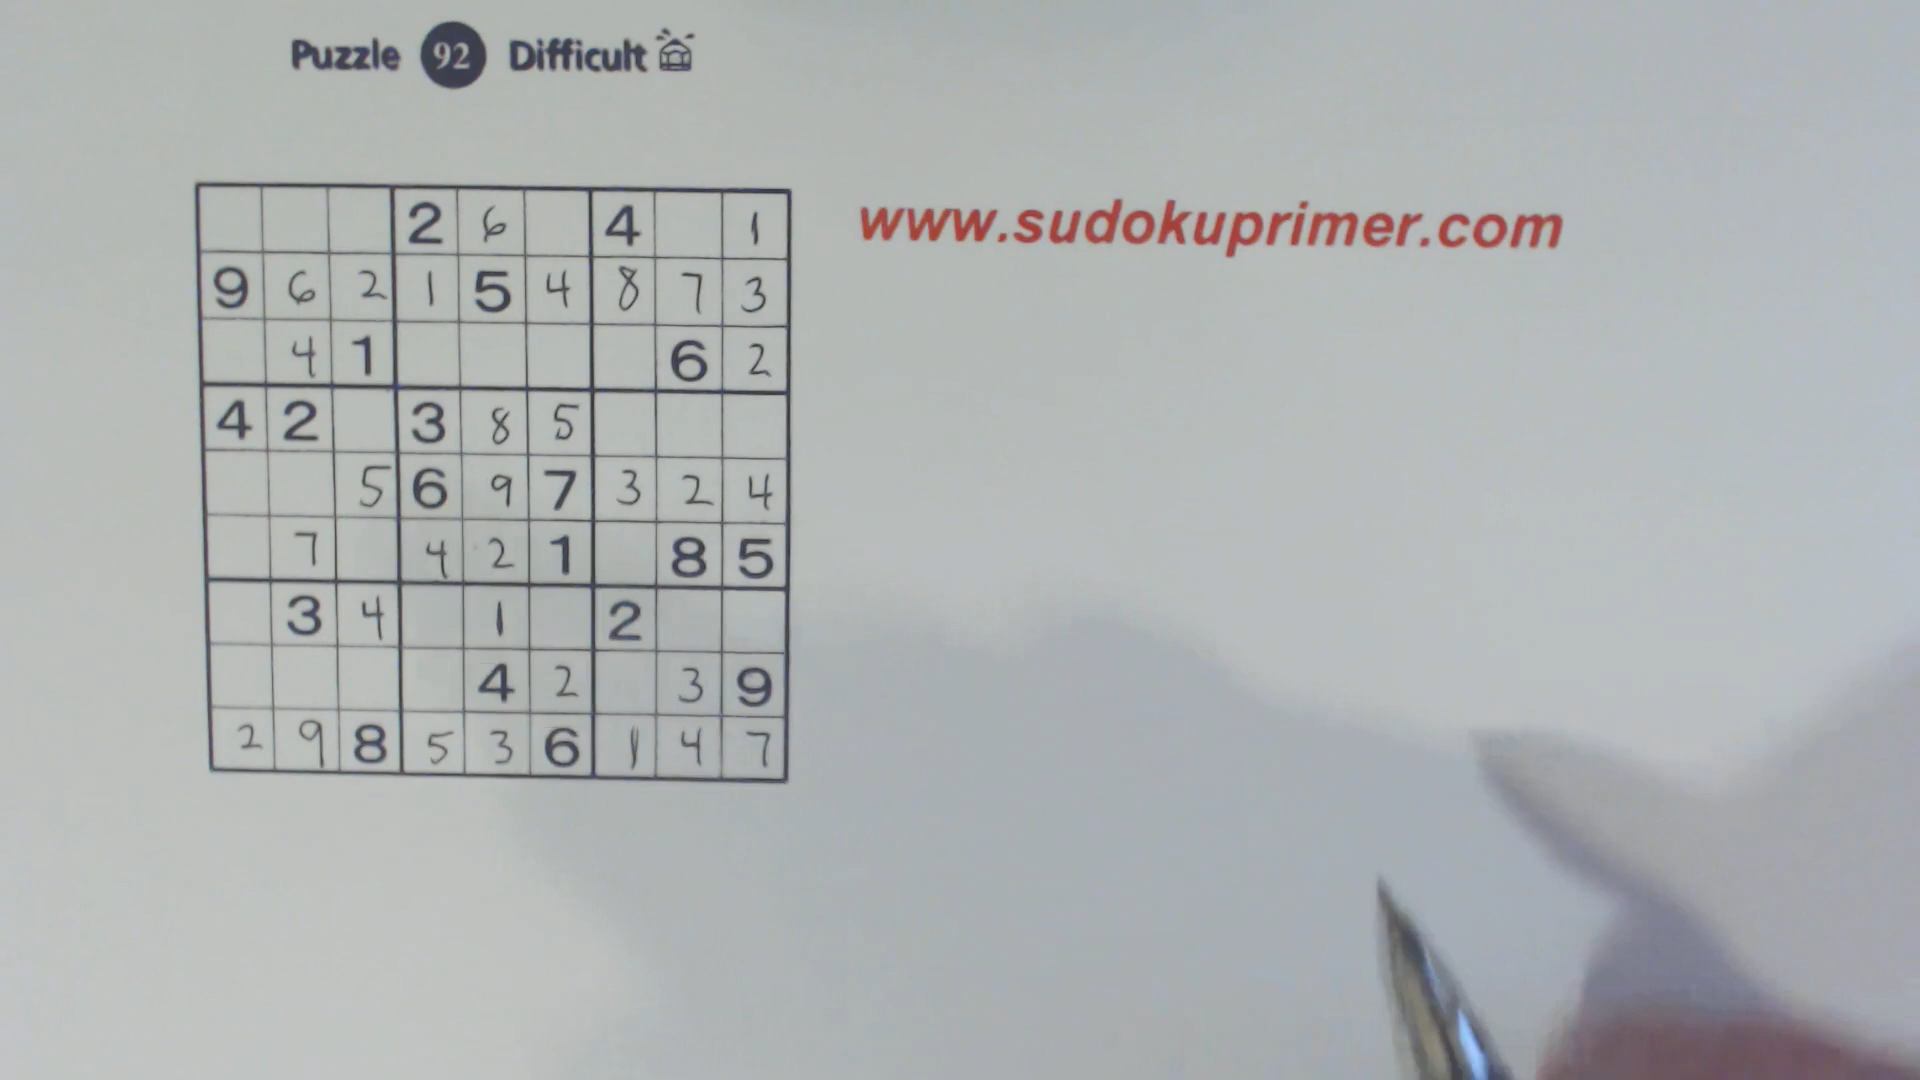 Puzzle 92 Difficult
www.sudokuprimer.com
2 6 4 1
9 6 2 1 5 4 8 7 3
4 1 6 2
4 2 3 8 5
5 6 9 7 3 2 4
7 4 2 1 8 5
3 4 1 2
4 2 3 9
2 9 8 5 3 6 1 4 7